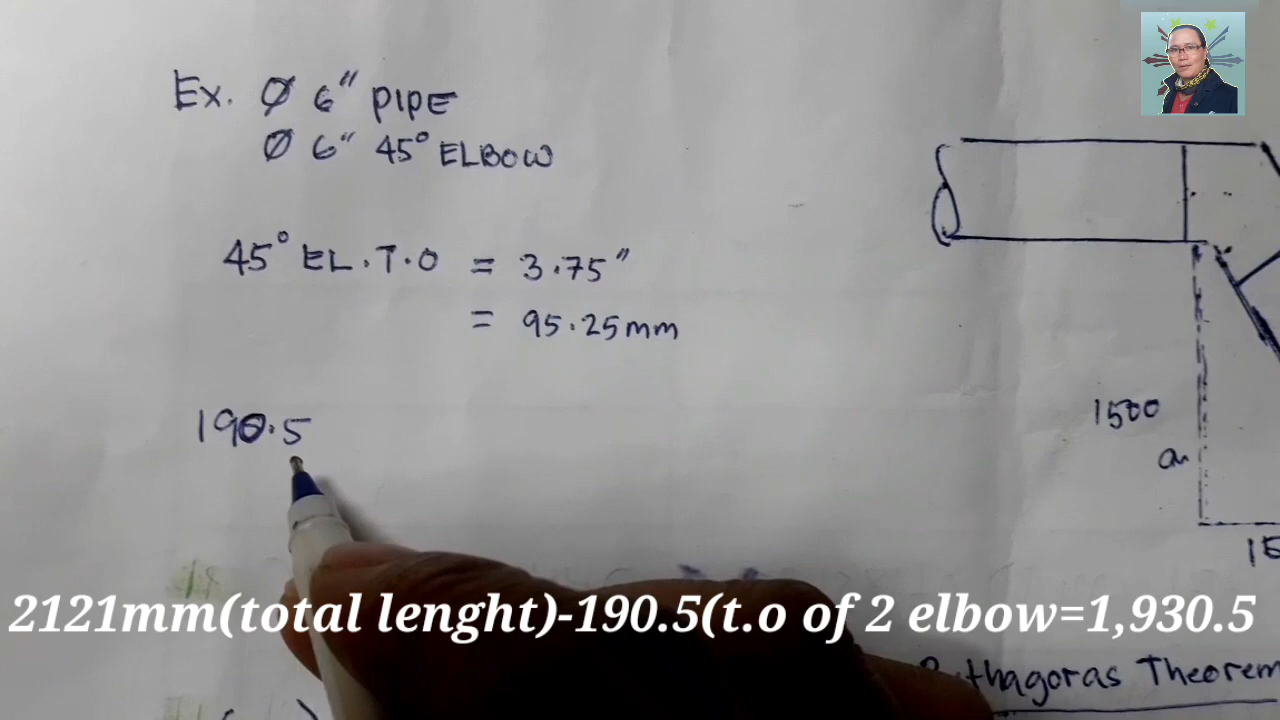 Ex. Ø 6" PIPE
Ø 6" 45° ELBOW
45° EL.T.O = 3.75"
= 95.25mm
190.5
1500
a
2121mm(total lenght)-190.5(t.o of 2 elbow=1,930.5
Theorem